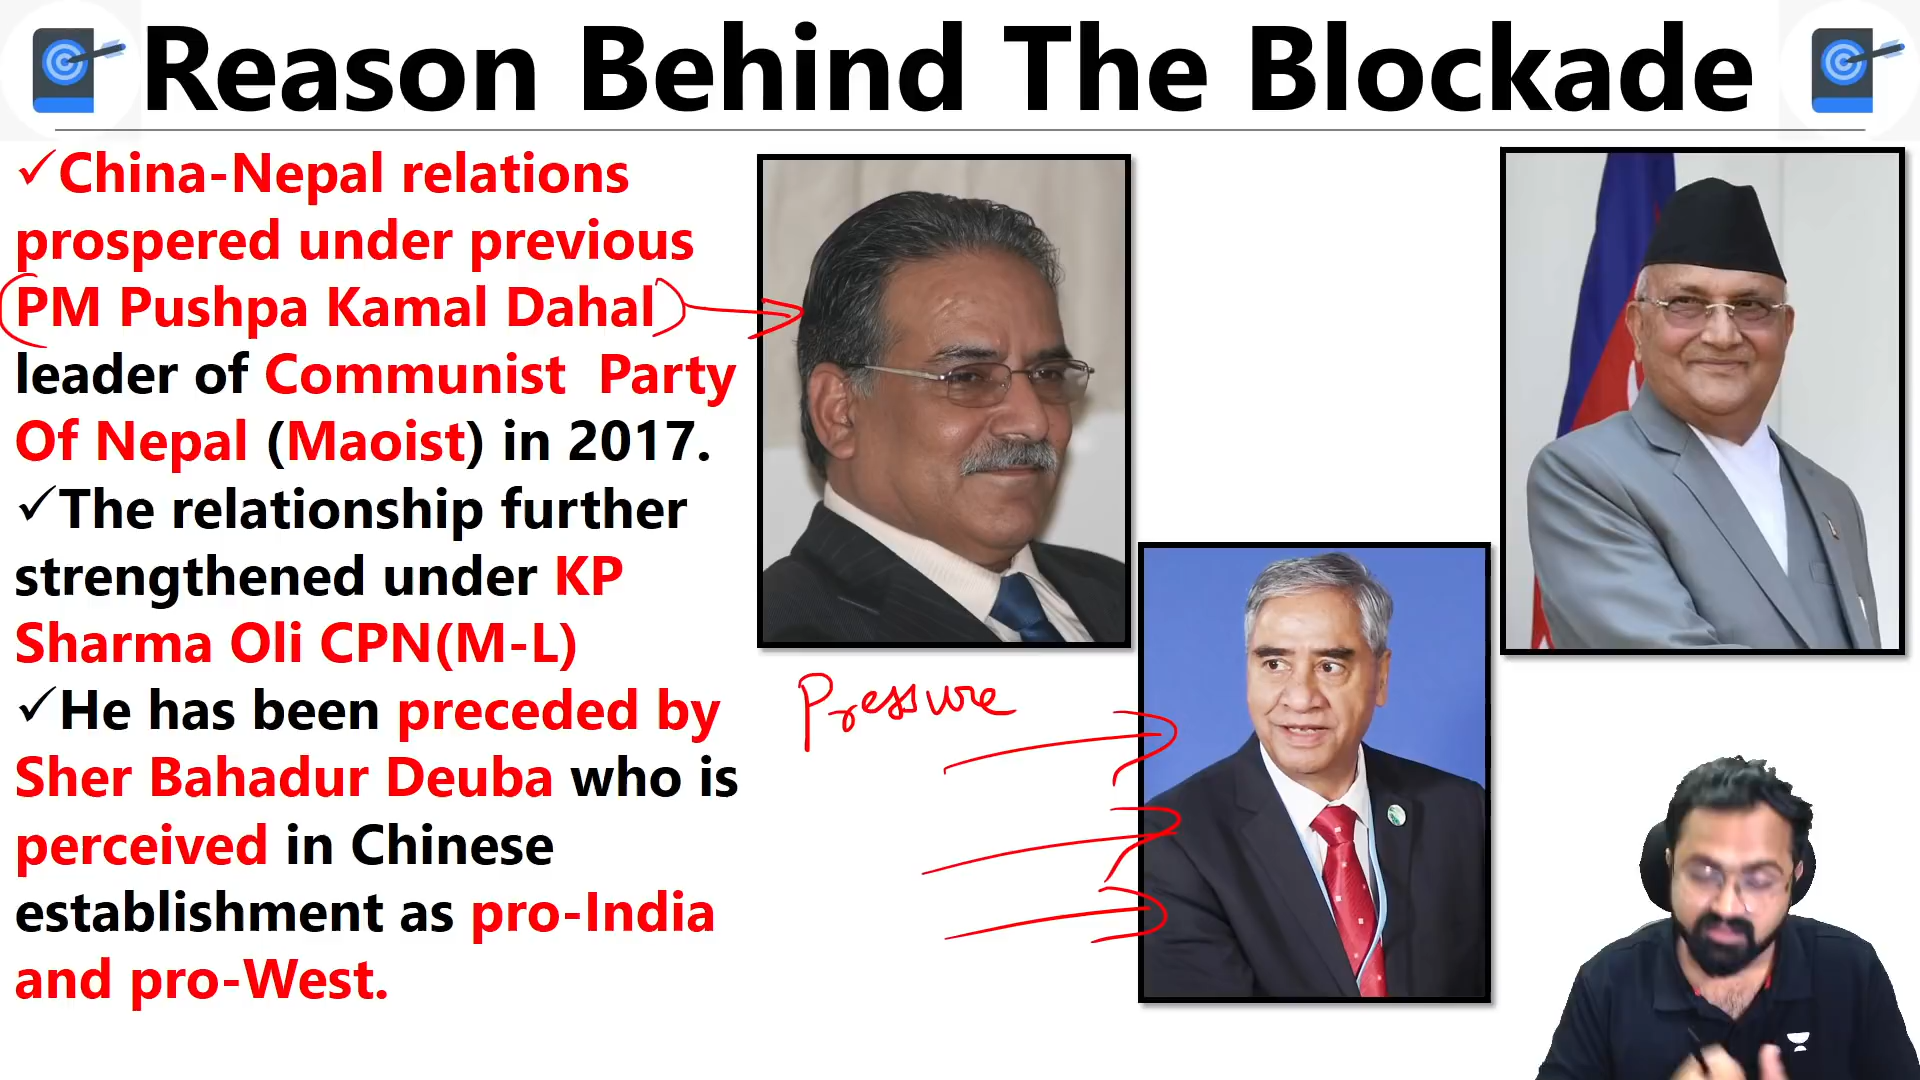 Reason Behind The Blockade
✓China-Nepal relations
prospered under previous
PM Pushpa Kamal Dahal
leader of Communist  Party
Of Nepal (Maoist) in 2017.
✓The relationship further
strengthened under KP
Sharma Oli CPN(M-L)
✓He has been preceded by
Sher Bahadur Deuba who is
perceived in Chinese
establishment as pro-India
and pro-West.
Pressure